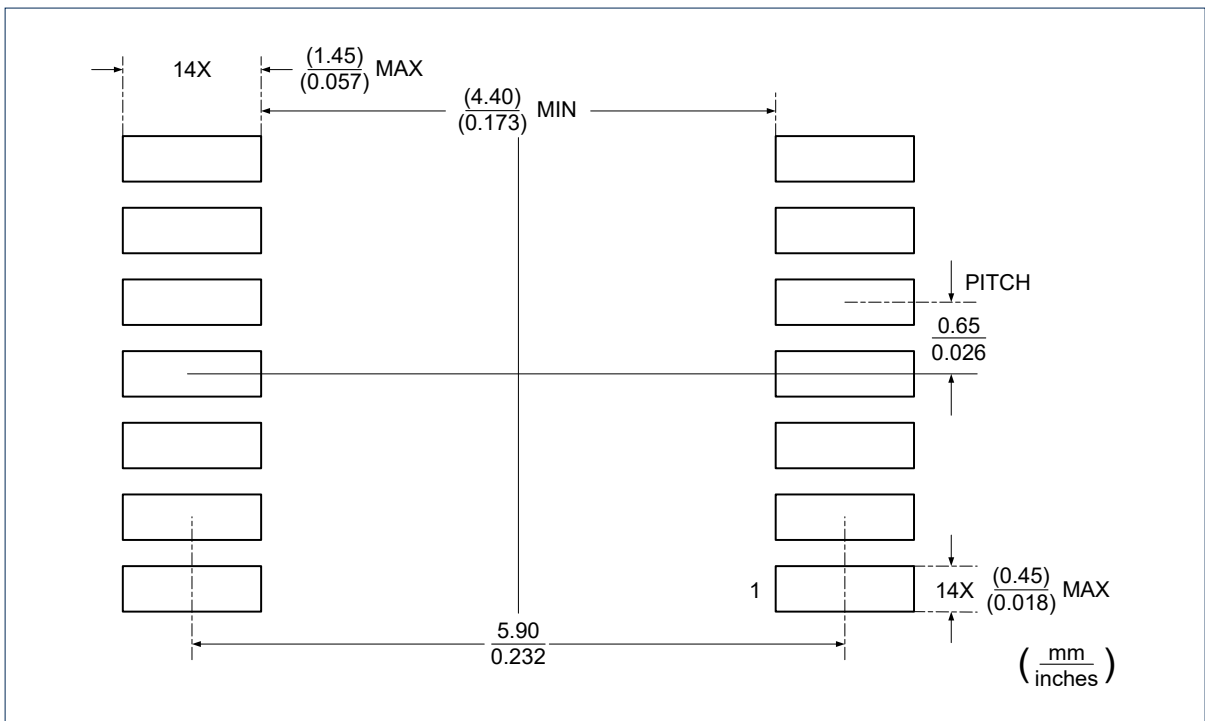 14X
(1.45)
(0.057)
MAX
(4.40)
(0.173)
MIN
PITCH
0.65
0.026
1
14X
(0.45)
(0.018)
MAX
5.90
0.232
(mm
inches)